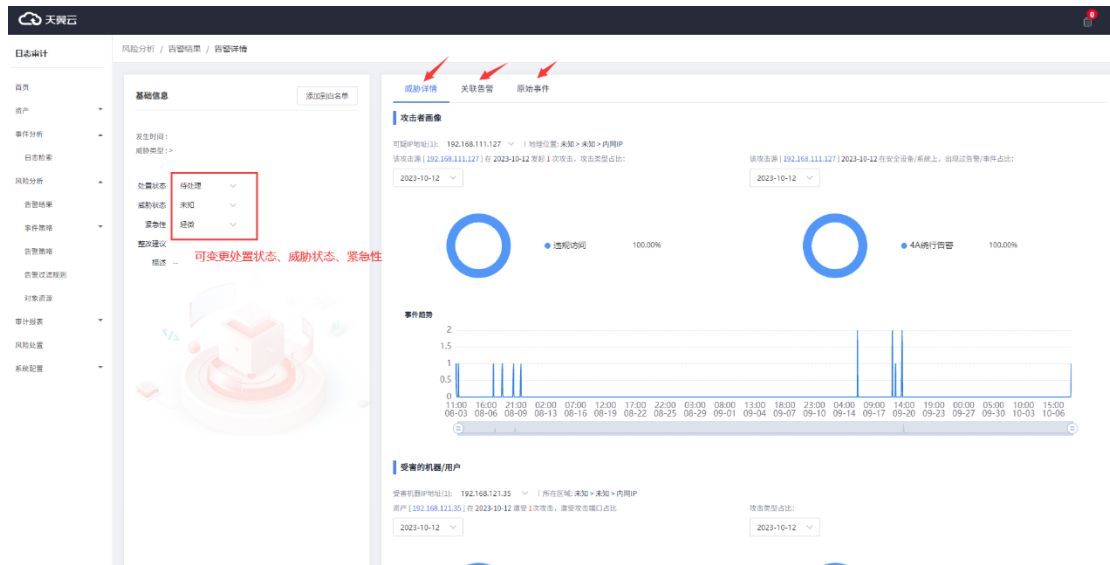 天翼云
0
日志审计
风险分析 / 告警结果 / 告警详情
首页
资产
事件分析
日志检索
风险分析
告警结果
事件策略
告警策略
告警过滤规则
对象资源
审计报表
风险处置
系统配置
基础信息
添加到白名单
发生时间：
威胁类型：>
处置状态 待处理
威胁状态 未知
紧急性 轻微
整改建议
描述 --
可变更处置状态、威胁状态、紧急性
威胁详情 关联告警 原始事件
攻击者画像
可疑IP地址(1): 192.168.111.127 | 地理位置: 未知 > 未知 > 内网IP
该攻击源 [ 192.168.111.127 ] 在 2023-10-12 发起 1 次攻击，攻击类型占比：
2023-10-12
违规访问 100.00%
该攻击源 [ 192.168.111.127 ] 2023-10-12 在安全设备/系统上，出现过告警/事件占比：
2023-10-12
4A绕行告警 100.00%
事件趋势
2
1.5
1
0.5
0
11:00 16:00 21:00 02:00 07:00 12:00 17:00 22:00 03:00 08:00 13:00 18:00 23:00 04:00 09:00 14:00 19:00 00:00 05:00 10:00 15:00
08-03 08-06 08-09 08-13 08-16 08-19 08-22 08-25 08-29 09-01 09-04 09-07 09-10 09-14 09-17 09-20 09-23 09-27 09-30 10-03 10-06
受害的机器/用户
受害机器IP地址(1): 192.168.121.35 | 所在区域: 未知 > 未知 > 内网IP
资产 [ 192.168.121.35 ] 在 2023-10-12 遭受 1次攻击，遭受攻击端口占比
2023-10-12
攻击类型占比：
2023-10-12